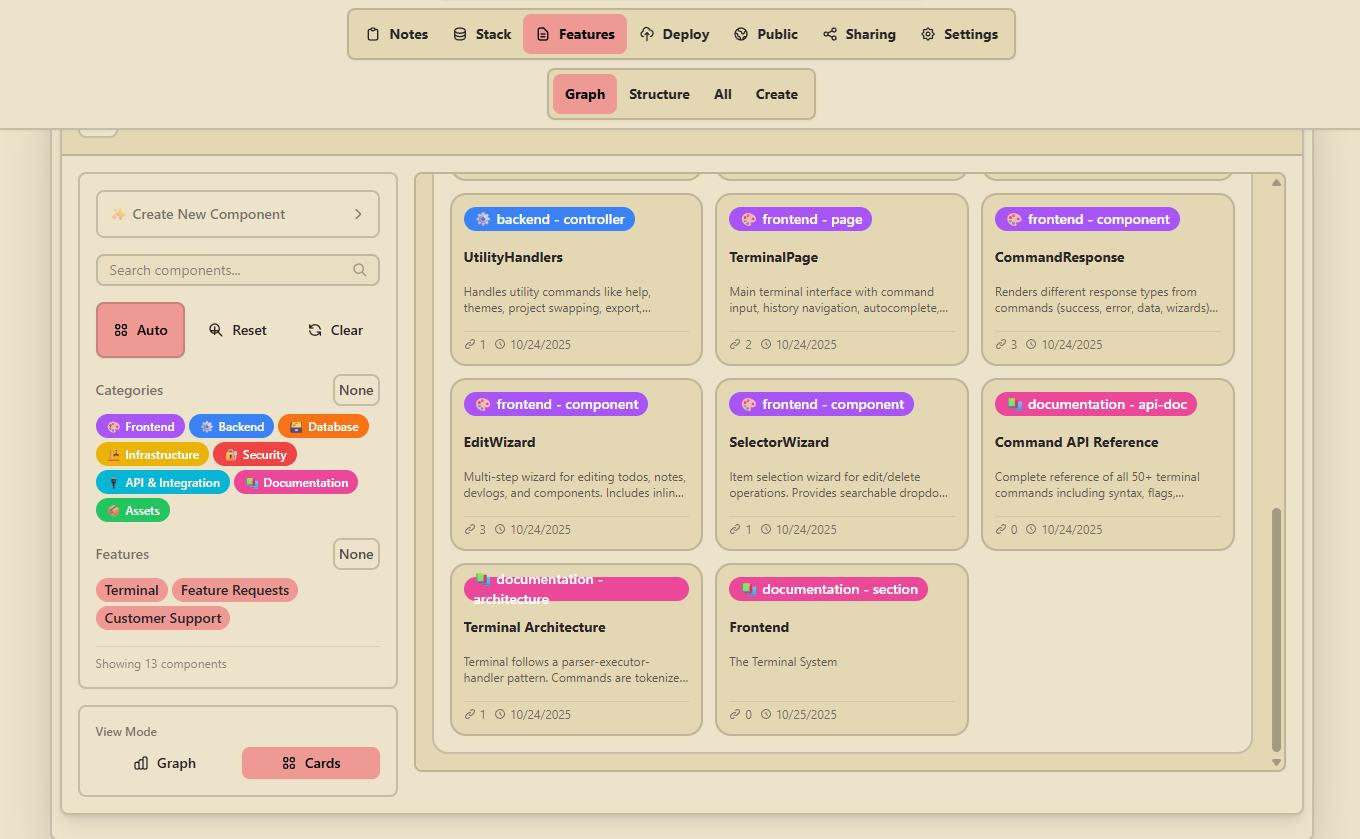 Notes Stack Features Deploy Public Sharing Settings
Graph Structure All Create
Create New Component
Search components...
Auto Reset Clear
Categories None
Frontend Backend Database
Infrastructure Security
API & Integration Documentation
Assets
Features None
Terminal Feature Requests
Customer Support
Showing 13 components
View Mode
Graph Cards
backend - controller
UtilityHandlers
Handles utility commands like help,
themes, project swapping, export,...
1 10/24/2025
frontend - page
TerminalPage
Main terminal interface with command
input, history navigation, autocomplete,...
2 10/24/2025
frontend - component
CommandResponse
Renders different response types from
commands (success, error, data, wizards)...
3 10/24/2025
frontend - component
EditWizard
Multi-step wizard for editing todos, notes,
devlogs, and components. Includes inlin...
3 10/24/2025
frontend - component
SelectorWizard
Item selection wizard for edit/delete
operations. Provides searchable dropdo...
1 10/24/2025
documentation - api-doc
Command API Reference
Complete reference of all 50+ terminal
commands including syntax, flags,...
0 10/24/2025
documentation -
architecture
Terminal Architecture
Terminal follows a parser-executor-
handler pattern. Commands are tokenize...
1 10/24/2025
documentation - section
Frontend
The Terminal System
0 10/25/2025